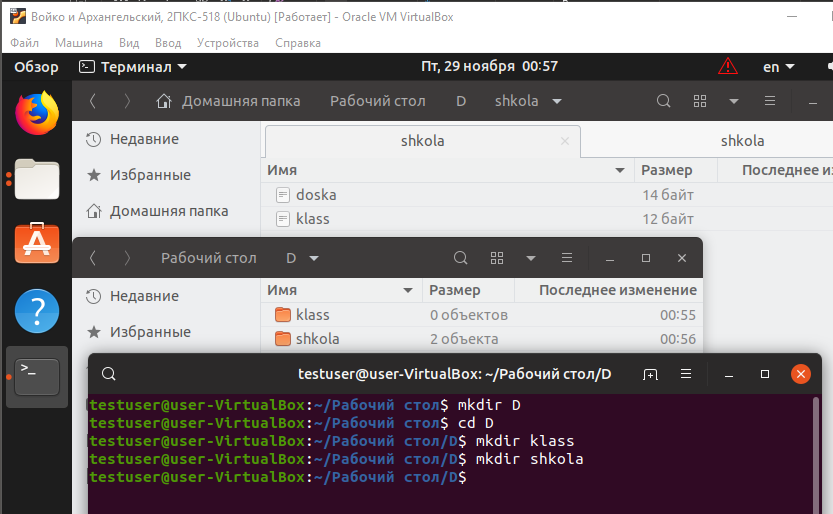 Войко и Архангельский, 2ПКС-518 (Ubuntu) [Работает] - Oracle VM VirtualBox
Файл Машина Вид Ввод Устройства Справка
Обзор Терминал Пт, 29 ноября 00:57 en
Домашняя папка Рабочий стол D shkola
Недавние
Избранные
Домашняя папка
shkola shkola
Имя Размер Последнее из
doska 14 байт
klass 12 байт
Рабочий стол D
Недавние
Избранные
Имя Размер Последнее изменение
klass 0 объектов 00:55
shkola 2 объекта 00:56
testuser@user-VirtualBox: ~/Рабочий стол/D
testuser@user-VirtualBox:~/Рабочий стол$ mkdir D
testuser@user-VirtualBox:~/Рабочий стол$ cd D
testuser@user-VirtualBox:~/Рабочий стол/D$ mkdir klass
testuser@user-VirtualBox:~/Рабочий стол/D$ mkdir shkola
testuser@user-VirtualBox:~/Рабочий стол/D$